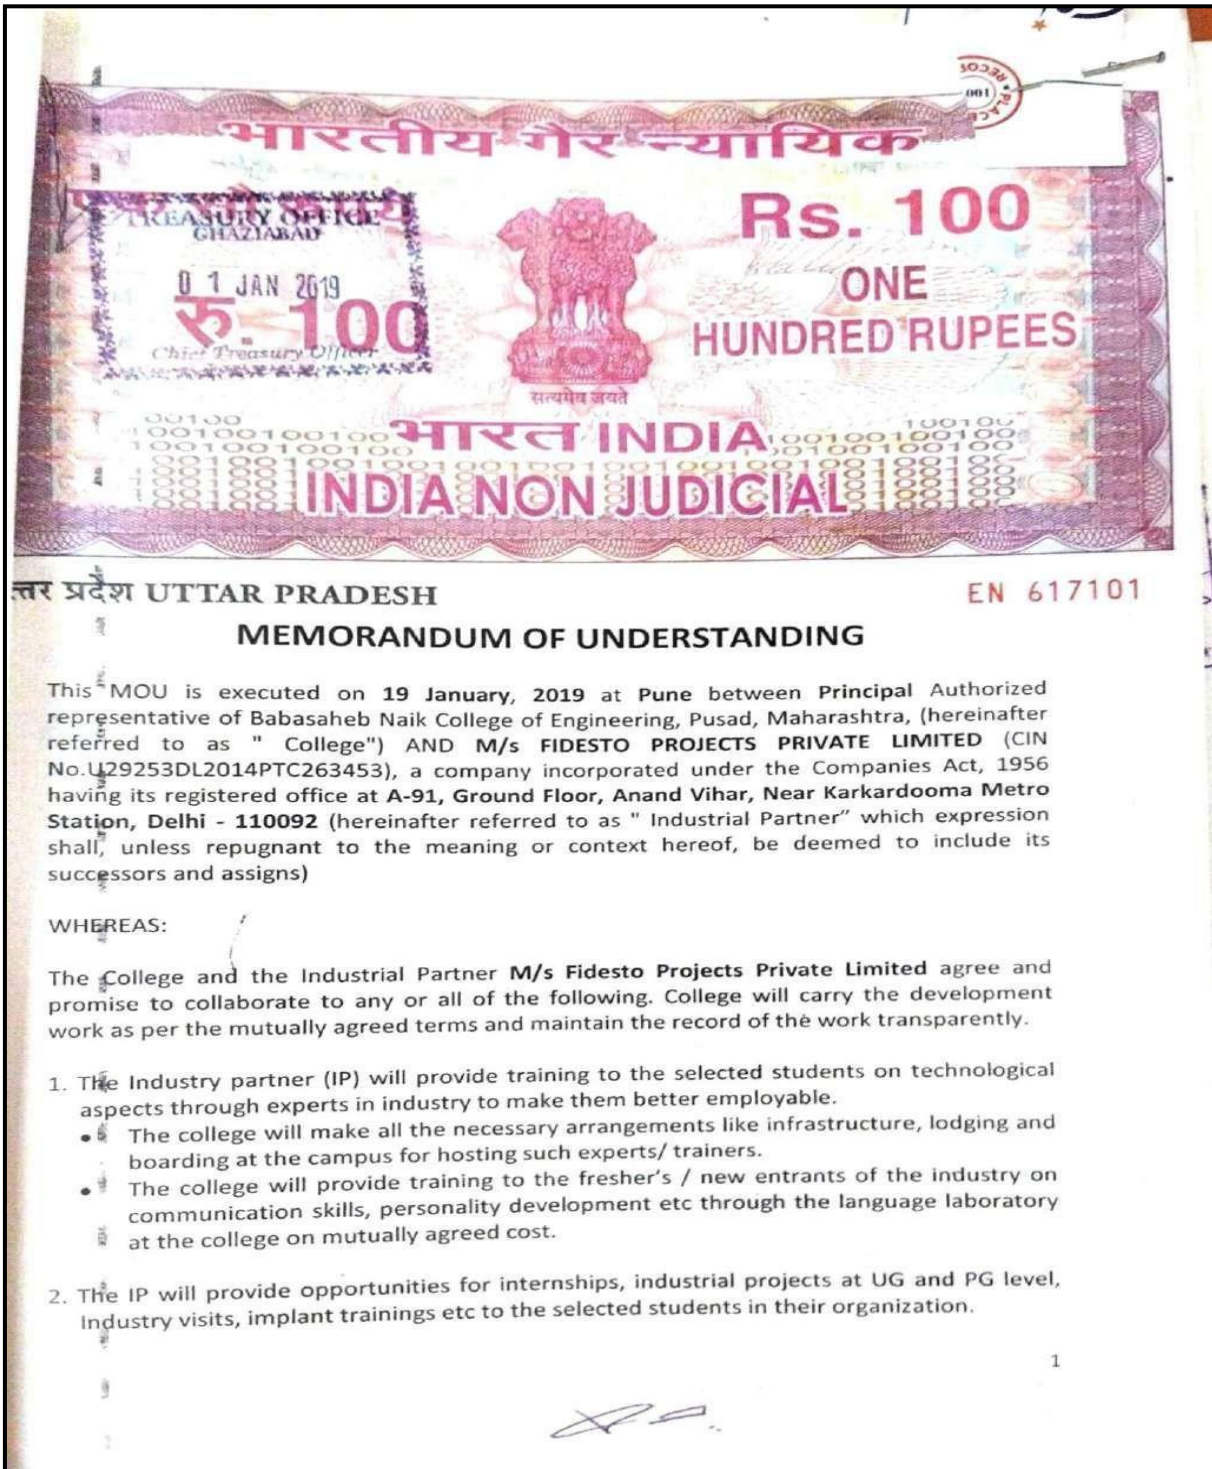 भारतीय गैर न्यायिक
TREASURY OFFICE
GHAZIABAD
01 JAN 2019
रु. 100
Chief Treasury Officer
Rs. 100
ONE
HUNDRED RUPEES
सत्यमेव जयते
भारत INDIA
INDIA NON JUDICIAL
त्तर प्रदेश UTTAR PRADESH
EN 617101
MEMORANDUM OF UNDERSTANDING
This MOU is executed on 19 January, 2019 at Pune between Principal Authorized
representative of Babasaheb Naik College of Engineering, Pusad, Maharashtra, (hereinafter
referred to as " College") AND M/s FIDESTO PROJECTS PRIVATE LIMITED (CIN
No.U29253DL2014PTC263453), a company incorporated under the Companies Act, 1956
having its registered office at A-91, Ground Floor, Anand Vihar, Near Karkardooma Metro
Station, Delhi - 110092 (hereinafter referred to as " Industrial Partner" which expression
shall, unless repugnant to the meaning or context hereof, be deemed to include its
successors and assigns)
WHEREAS:
The College and the Industrial Partner M/s Fidesto Projects Private Limited agree and
promise to collaborate to any or all of the following. College will carry the development
work as per the mutually agreed terms and maintain the record of the work transparently.
1. The Industry partner (IP) will provide training to the selected students on technological
aspects through experts in industry to make them better employable.
• The college will make all the necessary arrangements like infrastructure, lodging and
boarding at the campus for hosting such experts/ trainers.
• The college will provide training to the fresher's / new entrants of the industry on
communication skills, personality development etc through the language laboratory
at the college on mutually agreed cost.
2. The IP will provide opportunities for internships, industrial projects at UG and PG level,
Industry visits, implant trainings etc to the selected students in their organization.
1